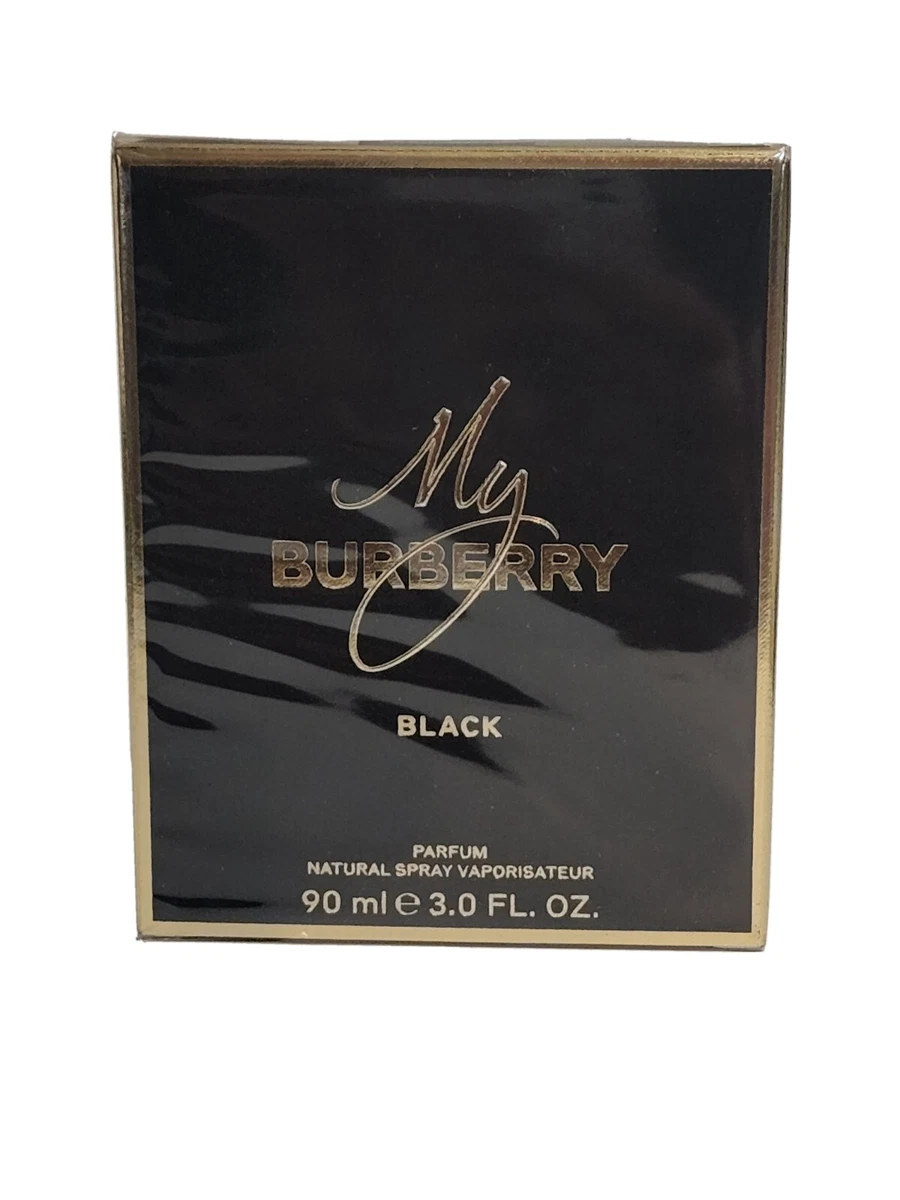 My
BURBERRY
BLACK
PARFUM
NATURAL SPRAY VAPORISATEUR
90 ml ℮ 3.0 FL. OZ.